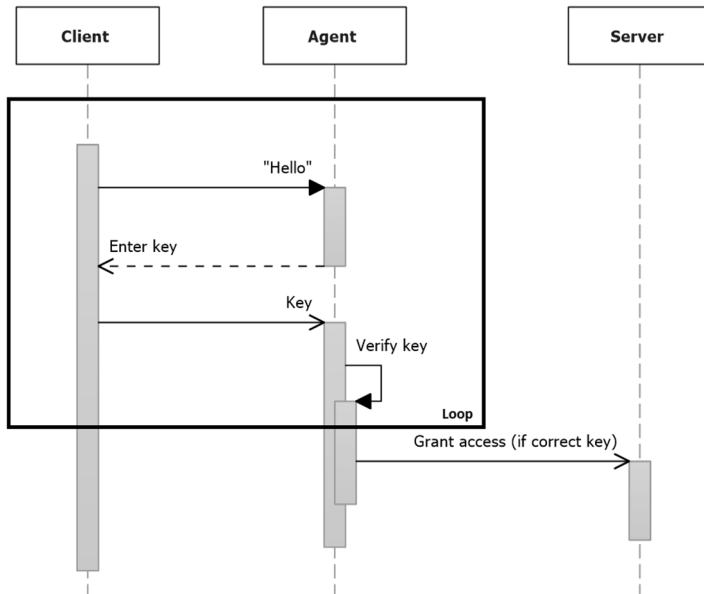 Client
Agent
Server
"Hello"
Enter key
Key
Verify key
Loop
Grant access (if correct key)